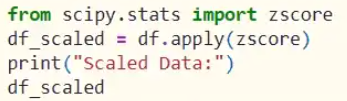 from scipy.stats import zscore
df_scaled = df.apply(zscore)
print("Scaled Data:")
df_scaled